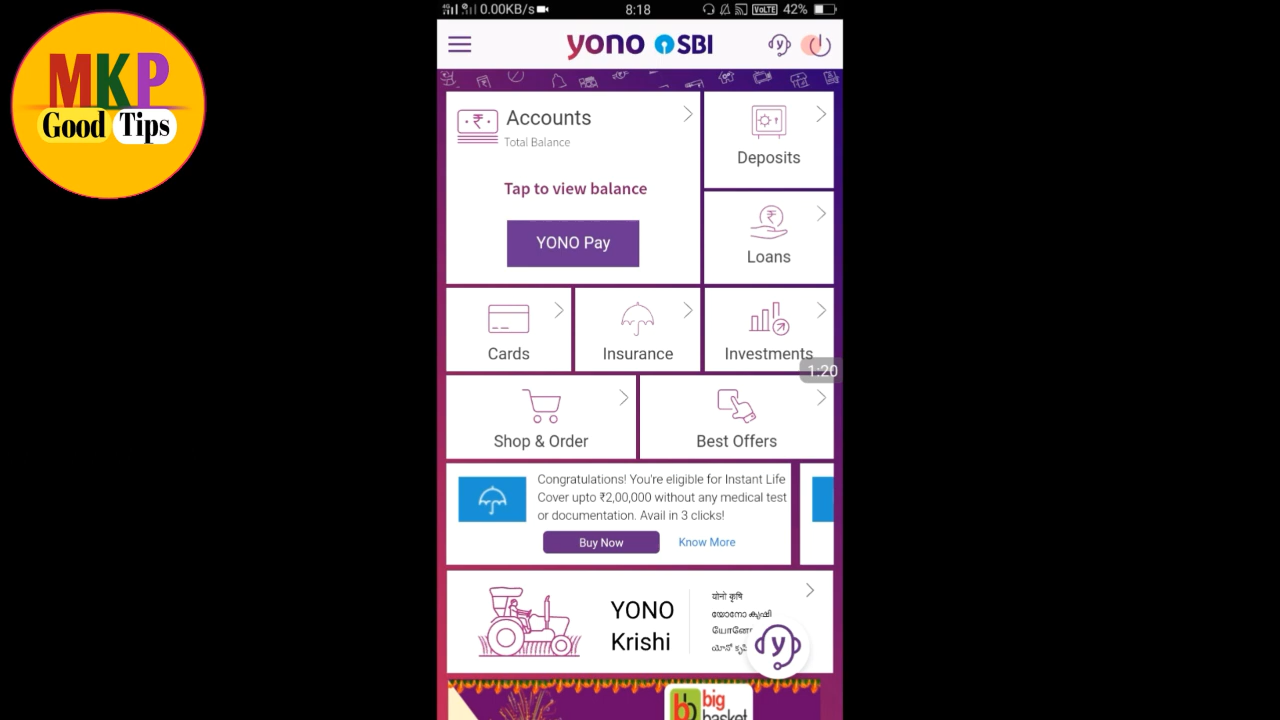 MKP
Good Tips
0.00KB/s
8:18
VoLTE
42%
yono SBI
Accounts
Total Balance
Tap to view balance
YONO Pay
Deposits
Loans
Cards
Insurance
Investments
1:20
Shop & Order
Best Offers
Congratulations! You're eligible for Instant Life
Cover upto ₹2,00,000 without any medical test
or documentation. Avail in 3 clicks!
Buy Now
Know More
YONO
Krishi
योनो कृषि
യോനോ കൃഷി
y
big
basket